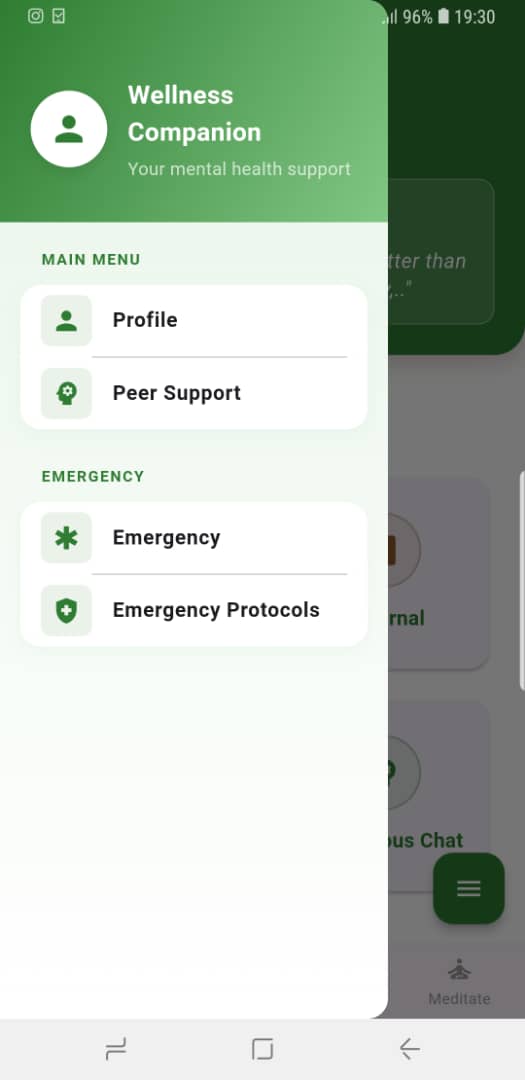 96% 19:30
Wellness
Companion
Your mental health support
tter than
,.."
MAIN MENU
Profile
Peer Support
EMERGENCY
Emergency
Emergency Protocols
rnal
ous Chat
Meditate